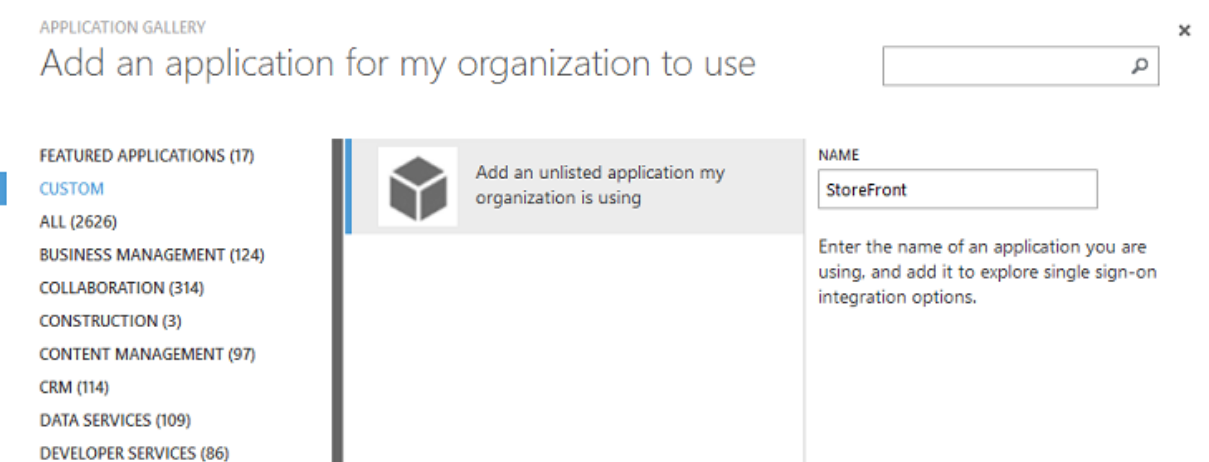 APPLICATION GALLERY
Add an application for my organization to use
FEATURED APPLICATIONS (17)
CUSTOM
ALL (2626)
BUSINESS MANAGEMENT (124)
COLLABORATION (314)
CONSTRUCTION (3)
CONTENT MANAGEMENT (97)
CRM (114)
DATA SERVICES (109)
DEVELOPER SERVICES (86)
Add an unlisted application my
organization is using
NAME
StoreFront
Enter the name of an application you are
using, and add it to explore single sign-on
integration options.